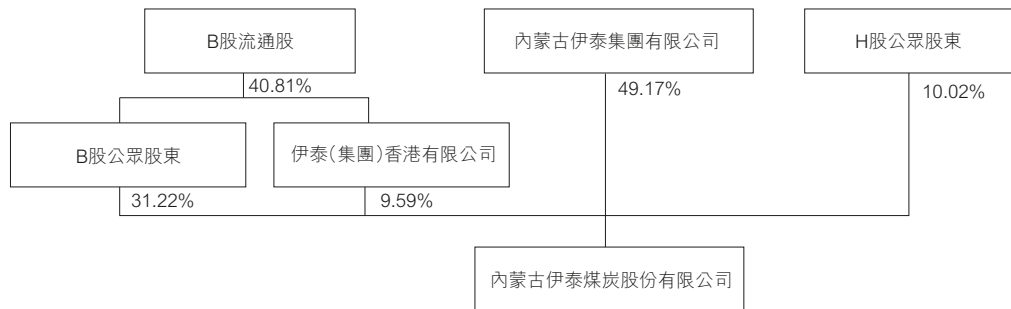 B股流通股
內蒙古伊泰集團有限公司
H股公眾股東
40.81%
49.17%
10.02%
B股公眾股東
伊泰(集團)香港有限公司
31.22%
9.59%
內蒙古伊泰煤炭股份有限公司